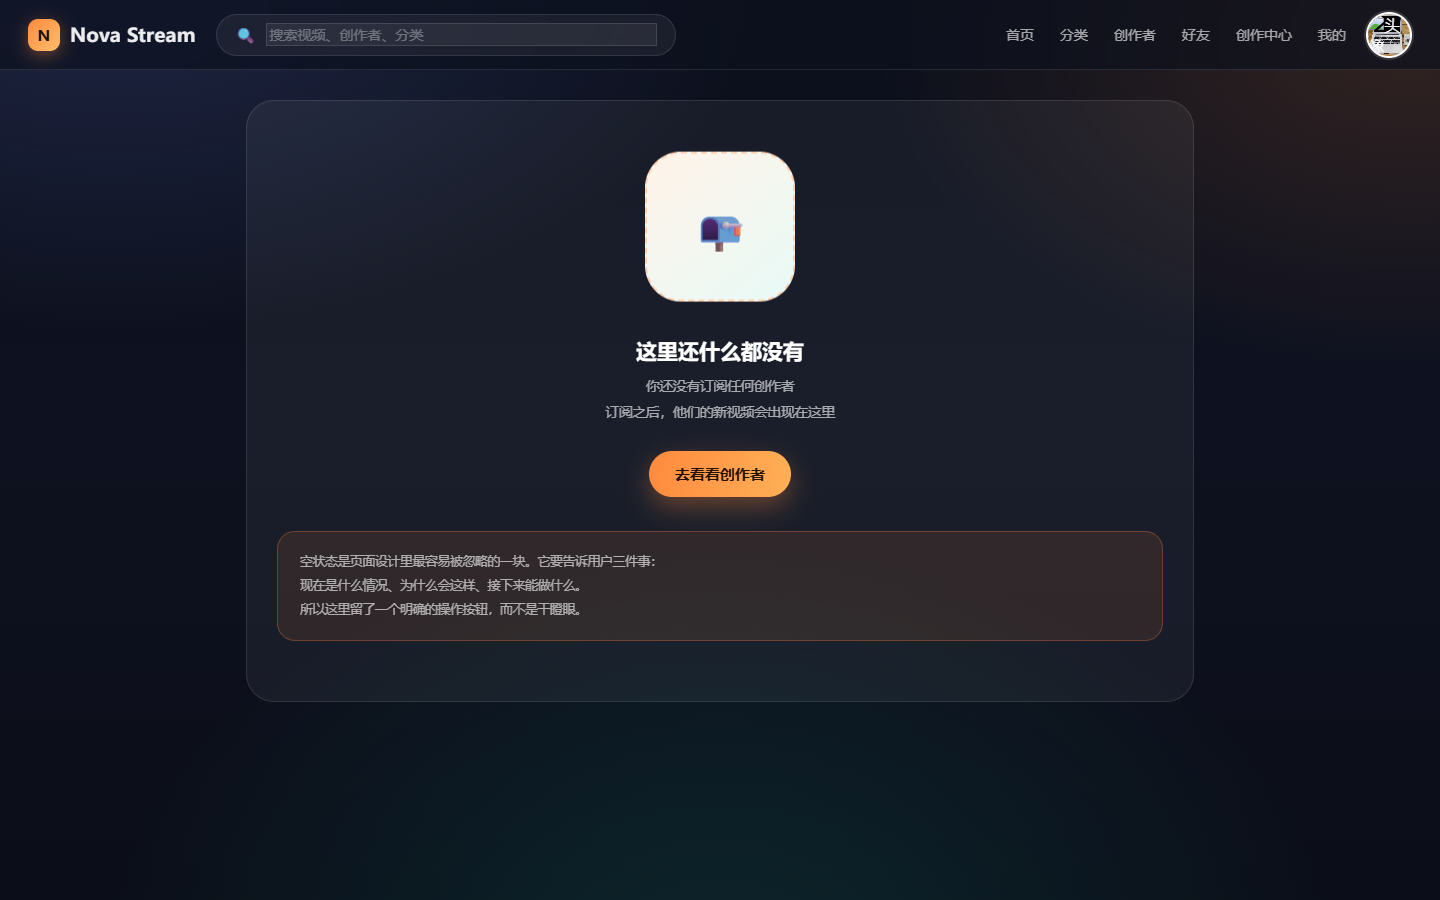 N Nova Stream
搜索视频、创作者、分类
首页 分类 创作者 好友 创作中心 我的
这里还什么都没有
你还没有订阅任何创作者
订阅之后，他们的新视频会出现在这里
去看看创作者
空状态是页面设计里最容易被忽略的一块。它要告诉用户三件事：
现在是什么情况、为什么会这样、接下来能做什么。
所以这里留了一个明确的操作按钮，而不是干瞪眼。